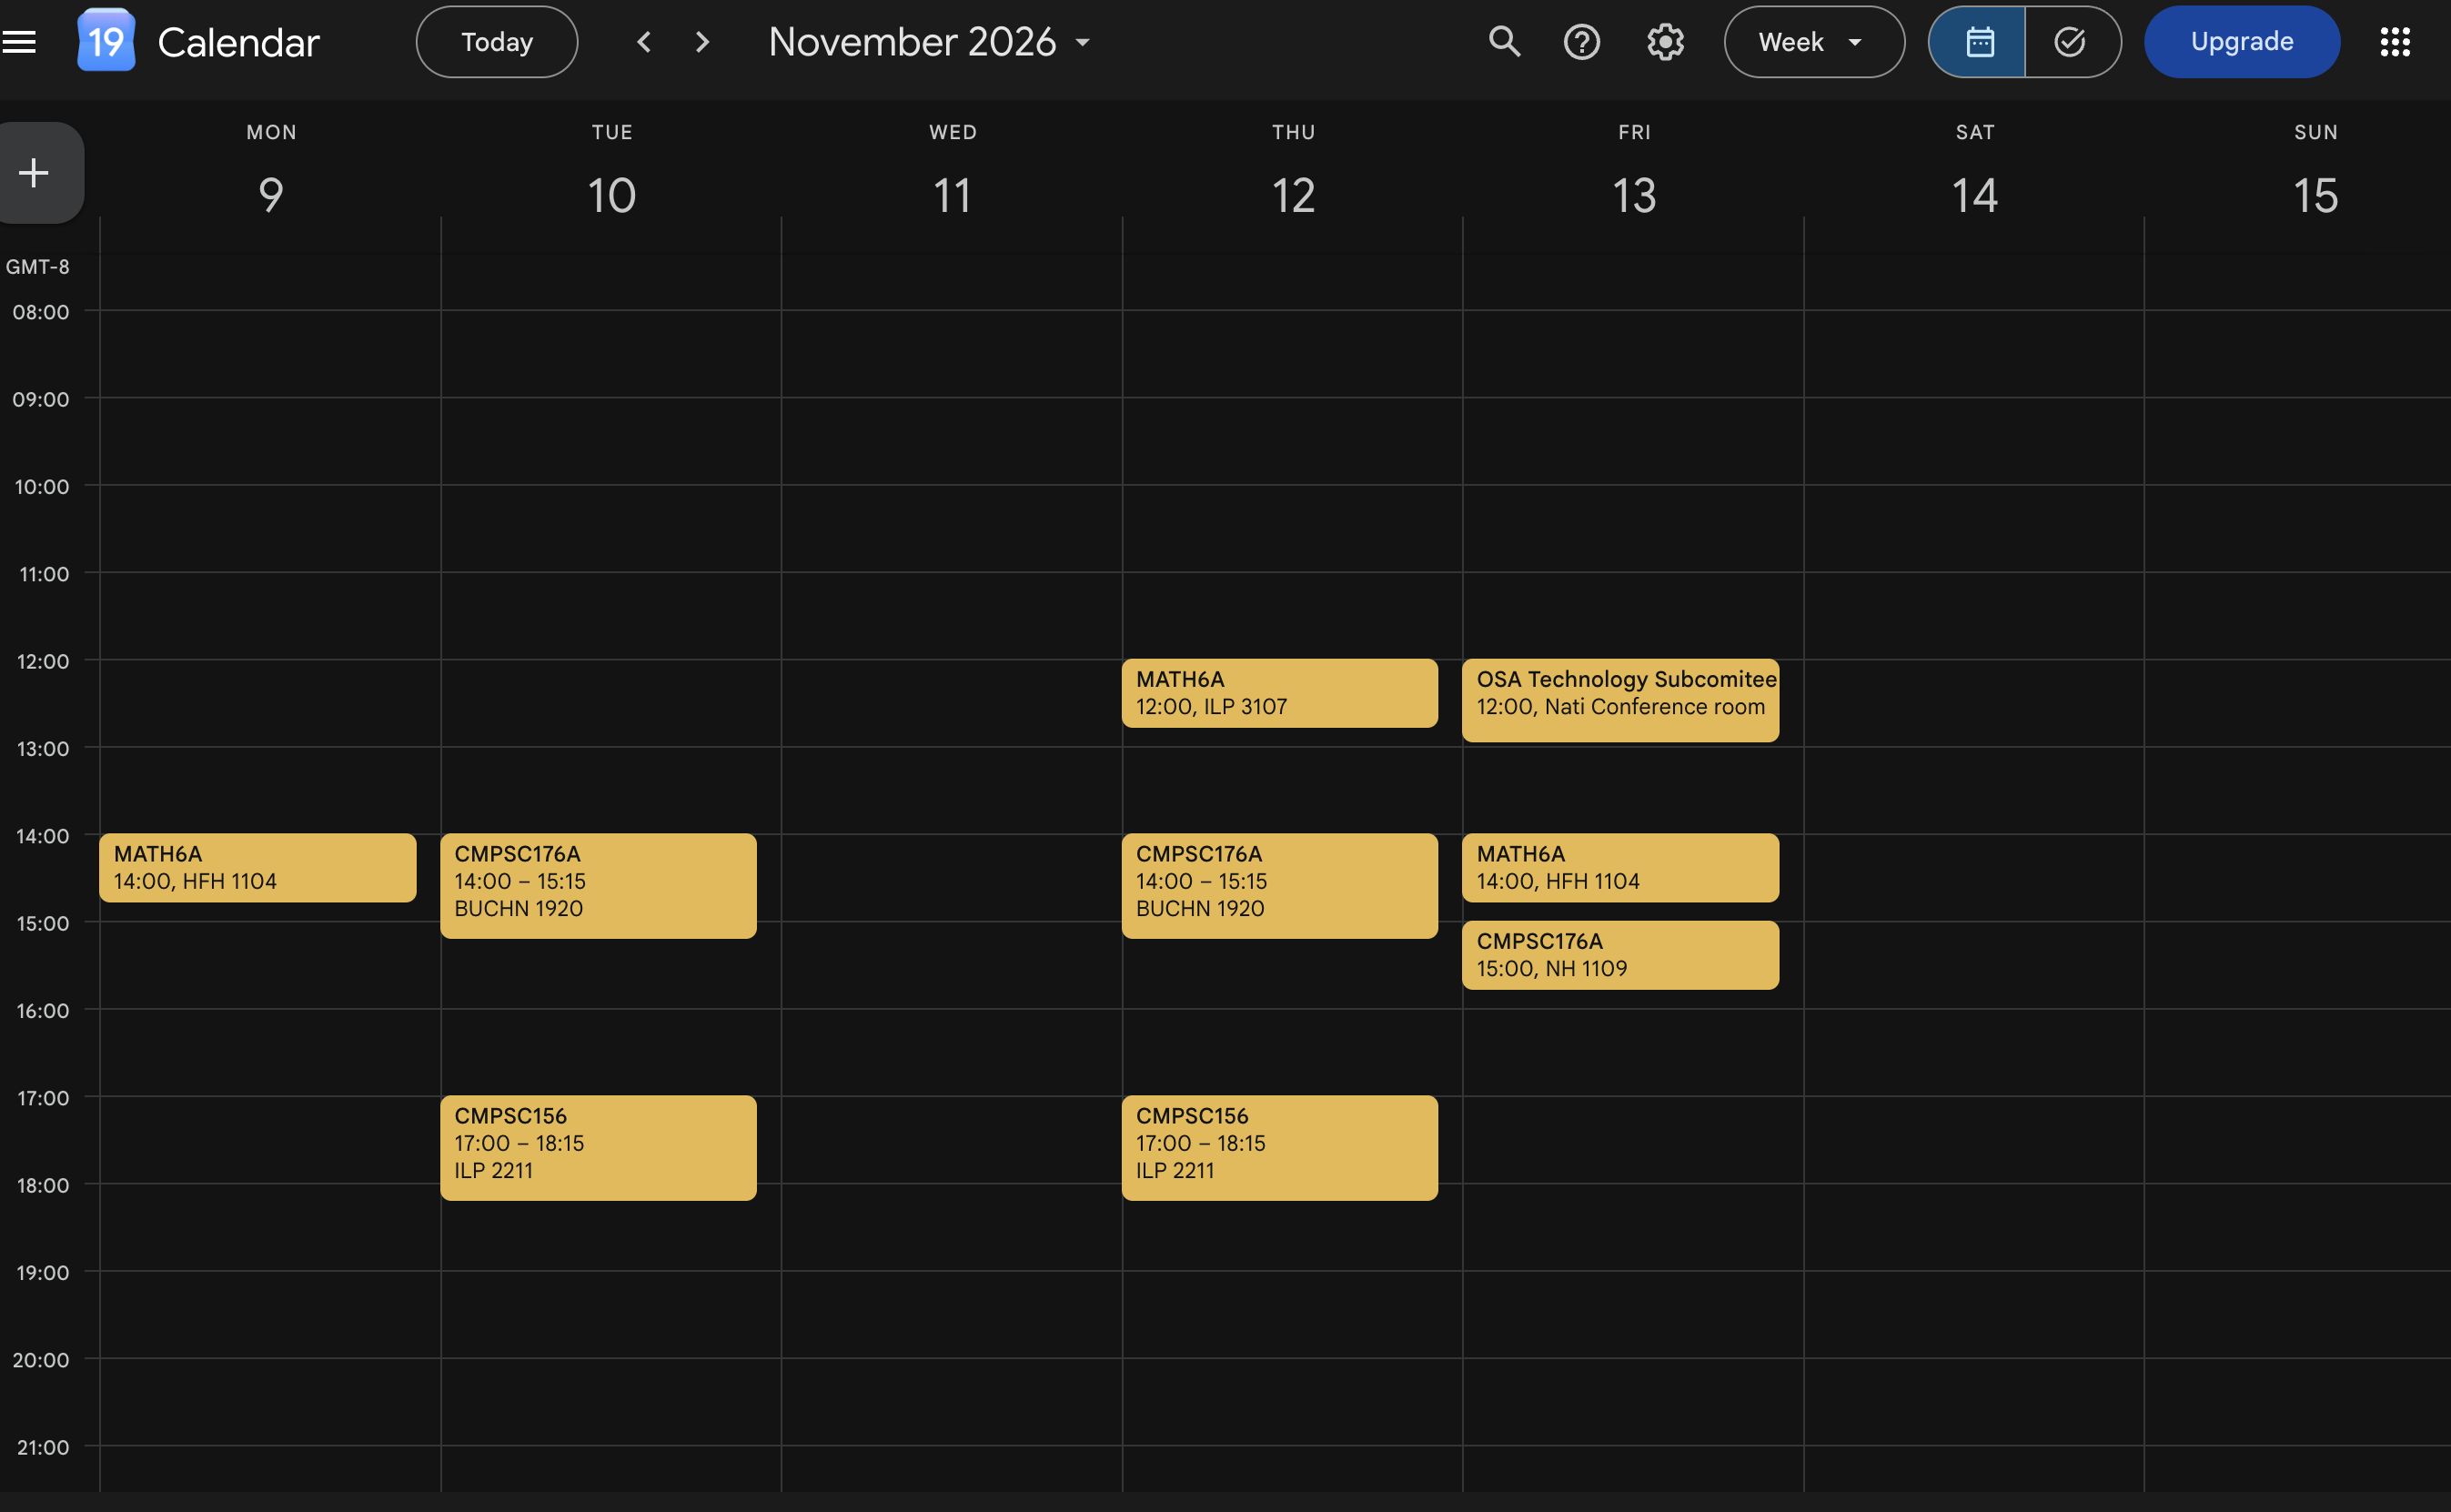 19 Calendar Today November 2026 Week Upgrade
MON TUE WED THU FRI SAT SUN
9 10 11 12 13 14 15
GMT-8
08:00
09:00
10:00
11:00
12:00
13:00
14:00
15:00
16:00
17:00
18:00
19:00
20:00
21:00
MATH6A
14:00, HFH 1104
CMPSC176A
14:00 – 15:15
BUCHN 1920
CMPSC156
17:00 – 18:15
ILP 2211
MATH6A
12:00, ILP 3107
CMPSC176A
14:00 – 15:15
BUCHN 1920
CMPSC156
17:00 – 18:15
ILP 2211
OSA Technology Subcomitee
12:00, Nati Conference room
MATH6A
14:00, HFH 1104
CMPSC176A
15:00, NH 1109